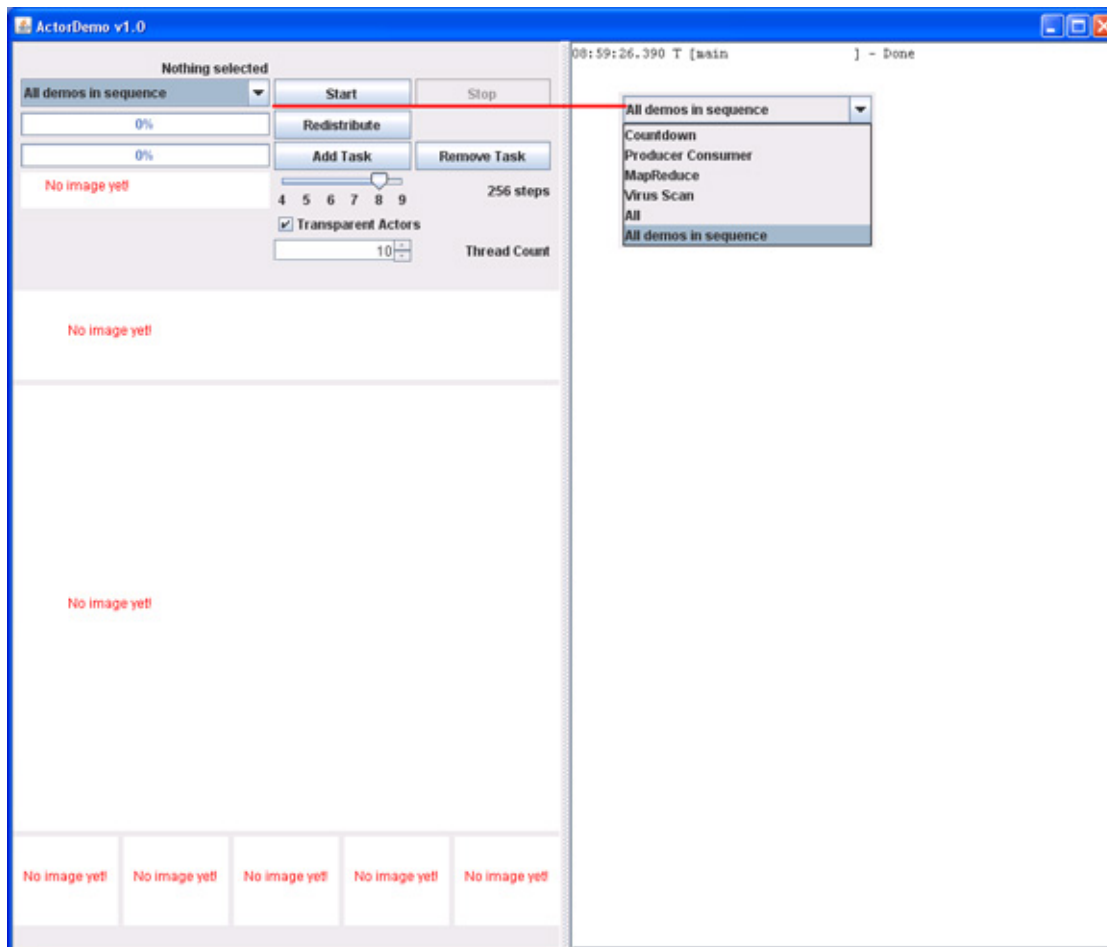 ActorDemo v1.0
Nothing selected
All demos in sequence
Start
Stop
0%
Redistribute
0%
Add Task
Remove Task
No image yet!
4 5 6 7 8 9
256 steps
Transparent Actors
10
Thread Count
No image yet!
No image yet!
No image yet!
No image yet!
No image yet!
No image yet!
No image yet!
08:59:26.390 T [main ] - Done
All demos in sequence
Countdown
Producer Consumer
MapReduce
Virus Scan
All
All demos in sequence